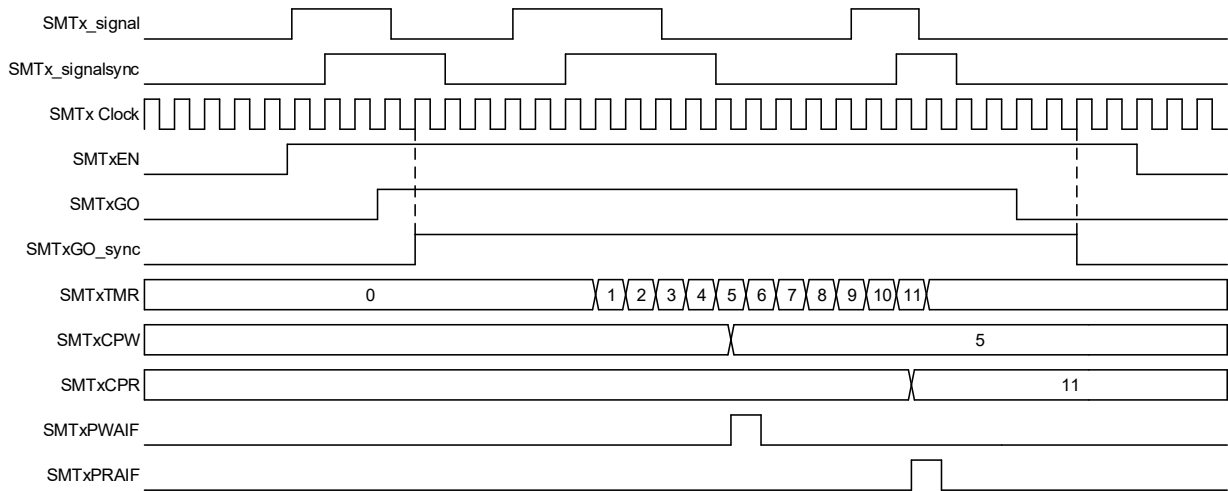 SMTx_signal
SMTx_signalsync
SMTx Clock
SMTxEN
SMTxGO
SMTxGO_sync
SMTxTMR 0 1 2 3 4 5 6 7 8 9 10 11
SMTxCPW 5
SMTxCPR 11
SMTxPWAIF
SMTxPRAIF